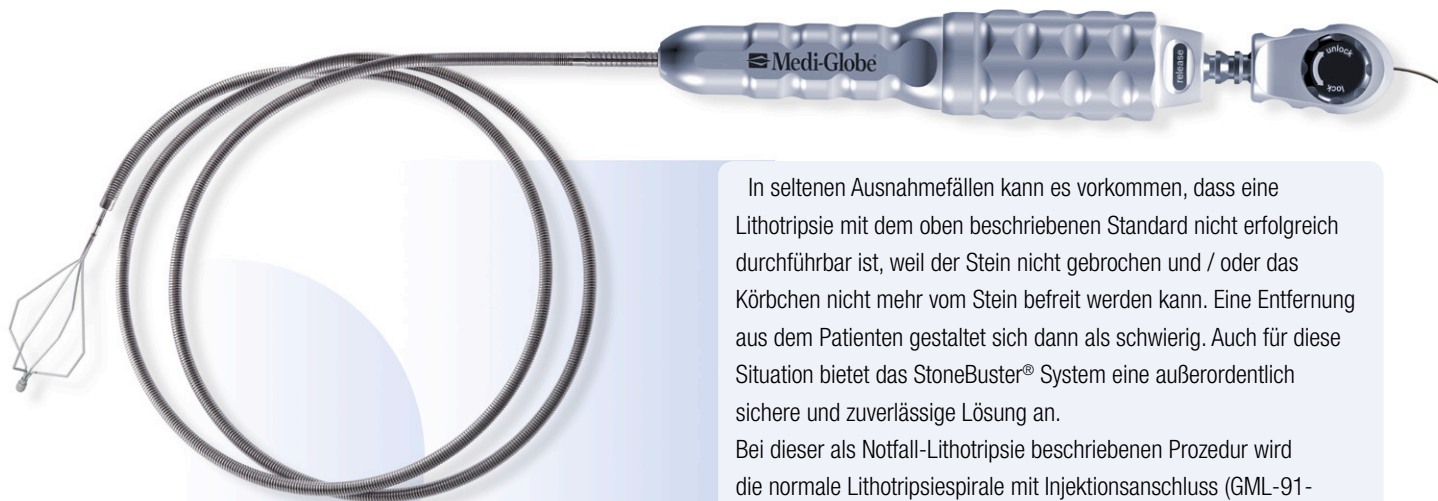 Medi-Globe
release
unlock
lock
In seltenen Ausnahmefällen kann es vorkommen, dass eine
Lithotripsie mit dem oben beschriebenen Standard nicht erfolgreich
durchführbar ist, weil der Stein nicht gebrochen und / oder das
Körbchen nicht mehr vom Stein befreit werden kann. Eine Entfernung
aus dem Patienten gestaltet sich dann als schwierig. Auch für diese
Situation bietet das StoneBuster® System eine außerordentlich
sichere und zuverlässige Lösung an.
Bei dieser als Notfall-Lithotripsie beschriebenen Prozedur wird
die normale Lithotripsiespirale mit Injektionsanschluss (GML-91-